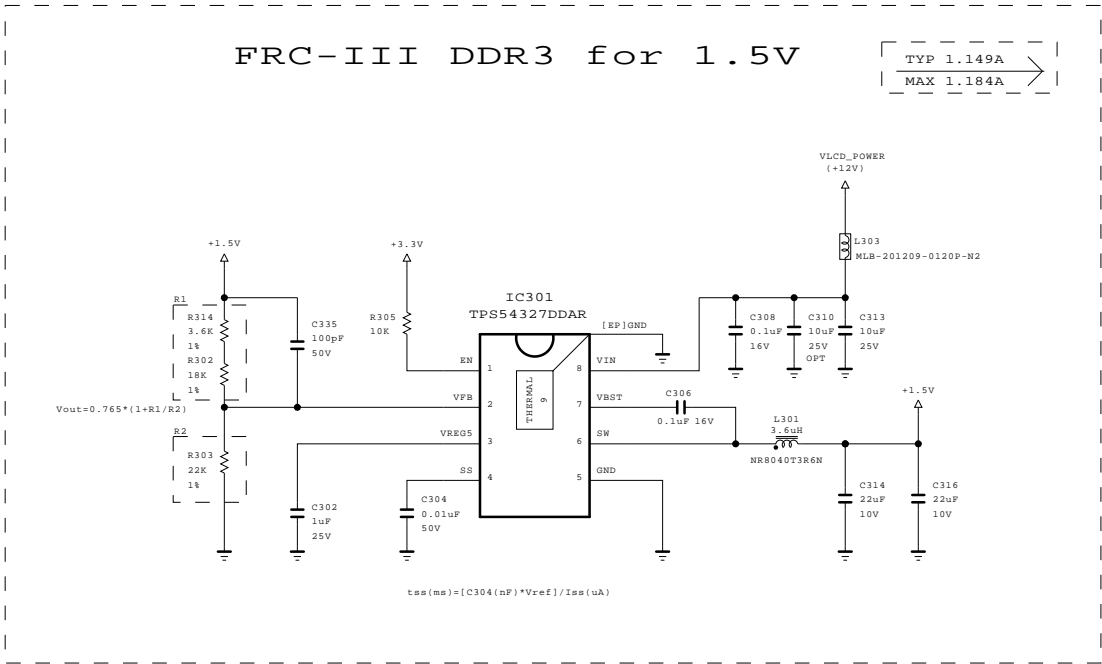 FRC-III DDR3 for 1.5V
TYP 1.149A
MAX 1.184A
VLCD_POWER
(+12V)
L303
MLB-201209-0120P-N2
+1.5V
+3.3V
R1
R314
3.6K
1%
R302
18K
1%
C335
100pF
50V
R305
10K
IC301
TPS54327DDAR
[EP]GND
C308
0.1uF
16V
C310
10uF
25V
OPT
C313
10uF
25V
EN
1
VFB
2
VREG5
3
SS
4
THERMAL
9
VIN
8
VBST
7
SW
6
GND
5
C306
0.1uF 16V
+1.5V
L301
3.6uH
NR8040T3R6N
Vout=0.765*(1+R1/R2)
R2
R303
22K
1%
C302
1uF
25V
C304
0.01uF
50V
C314
22uF
10V
C316
22uF
10V
tss(ms)=[C304(nF)*Vref]/Iss(uA)